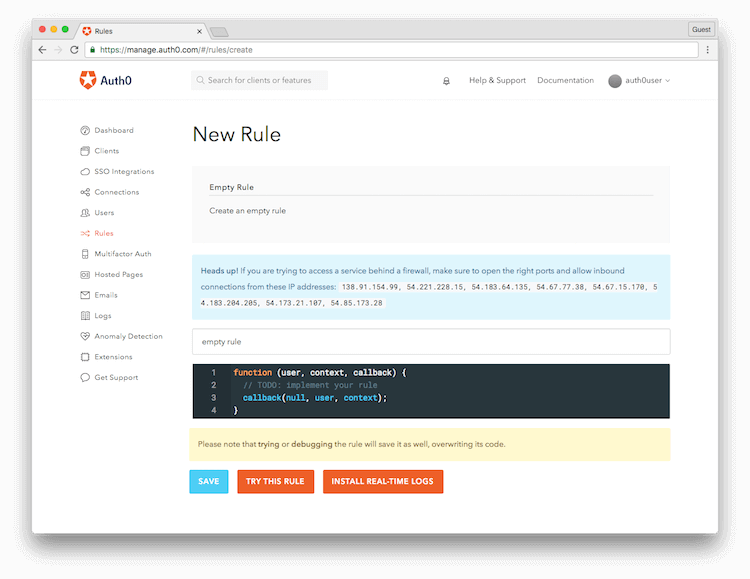 Rules
Guest
https://manage.auth0.com/#/rules/create
Auth0
Search for clients or features
Help & Support
Documentation
auth0user
Dashboard
Clients
SSO Integrations
Connections
Users
Rules
Multifactor Auth
Hosted Pages
Emails
Logs
Anomaly Detection
Extensions
Get Support
New Rule
Empty Rule
Create an empty rule
Heads up! If you are trying to access a service behind a firewall, make sure to open the right ports and allow inbound
connections from these IP addresses: 138.91.154.99, 54.221.228.15, 54.183.64.135, 54.67.77.38, 54.67.15.170, 5
4.183.204.205, 54.173.21.107, 54.85.173.28
empty rule
1 function (user, context, callback) {
2 // TODO: implement your rule
3 callback(null, user, context);
4 }
Please note that trying or debugging the rule will save it as well, overwriting its code.
SAVE
TRY THIS RULE
INSTALL REAL-TIME LOGS